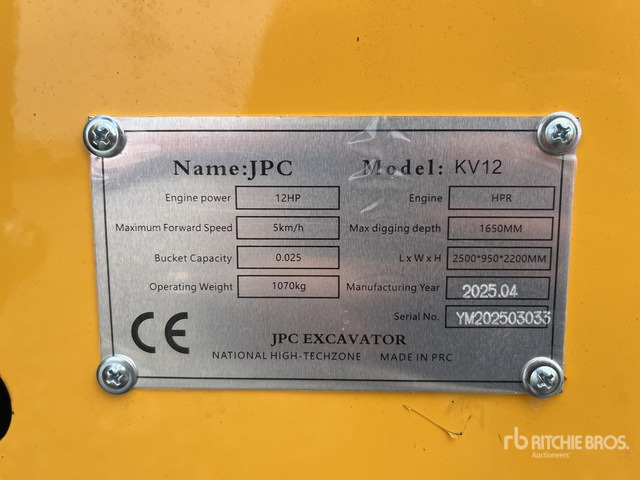 Name:JPC Model: KV12
Engine power 12HP Engine HPR
Maximum Forward Speed 5km/h Max digging depth 1650MM
Bucket Capacity 0.025 LxWxH 2500*950*2200MM
Operating Weight 1070kg Manufacturing Year 2025.04
Serial No. YM202503033
CE
JPC EXCAVATOR
NATIONAL HIGH-TECHZONE MADE IN PRC
rb RITCHIE BROS.
Auctioneers